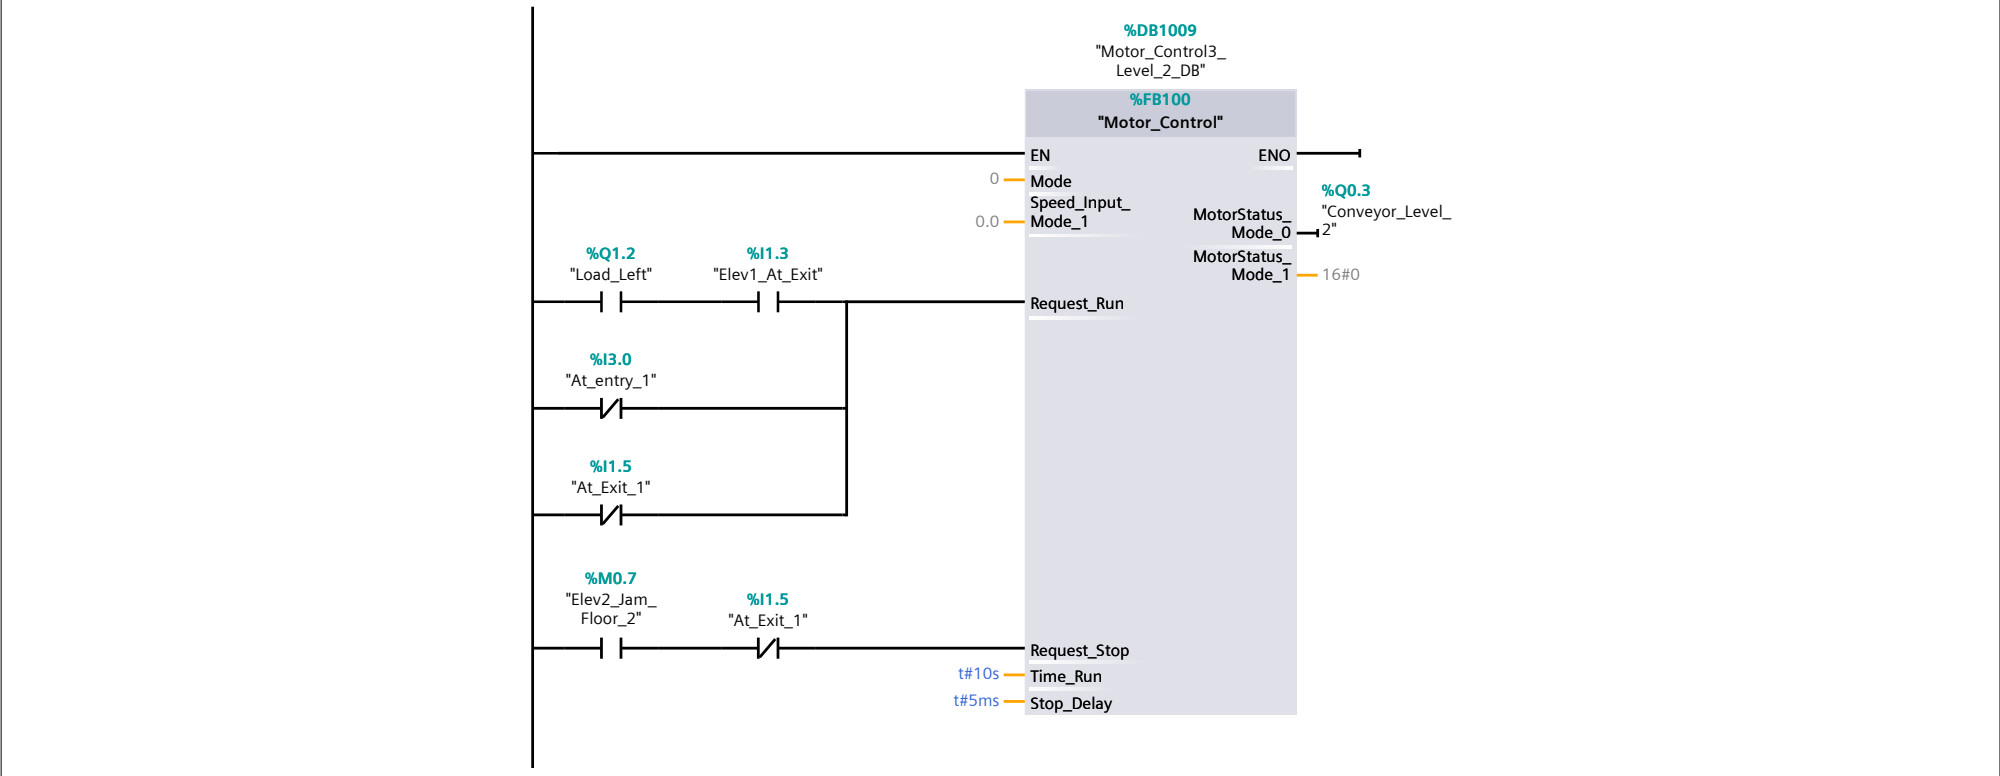 %DB1009
"Motor_Control3_
Level_2_DB"
%FB100
"Motor_Control"
EN
ENO
0
Mode
Speed_Input_
0.0
Mode_1
%Q0.3
"Conveyor_Level_
2"
MotorStatus_
Mode_0
MotorStatus_
Mode_1
16#0
%Q1.2
"Load_Left"
%I1.3
"Elev1_At_Exit"
Request_Run
%I3.0
"At_entry_1"
%I1.5
"At_Exit_1"
%M0.7
"Elev2_Jam_
Floor_2"
%I1.5
"At_Exit_1"
Request_Stop
t#10s
Time_Run
t#5ms
Stop_Delay